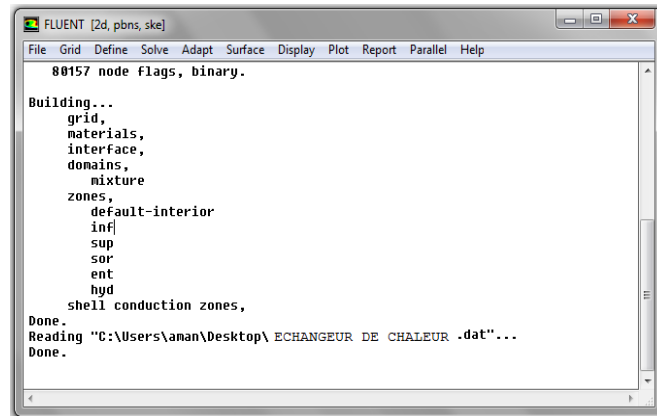 FLUENT [2d, pbns, ske]
File Grid Define Solve Adapt Surface Display Plot Report Parallel Help
80157 node flags, binary.
Building...
grid,
materials,
interface,
domains,
mixture
zones,
default-interior
inf
sup
sor
ent
hyd
shell conduction zones,
Done.
Reading "C:\Users\aman\Desktop\ ECHANGEUR DE CHALEUR .dat"...
Done.